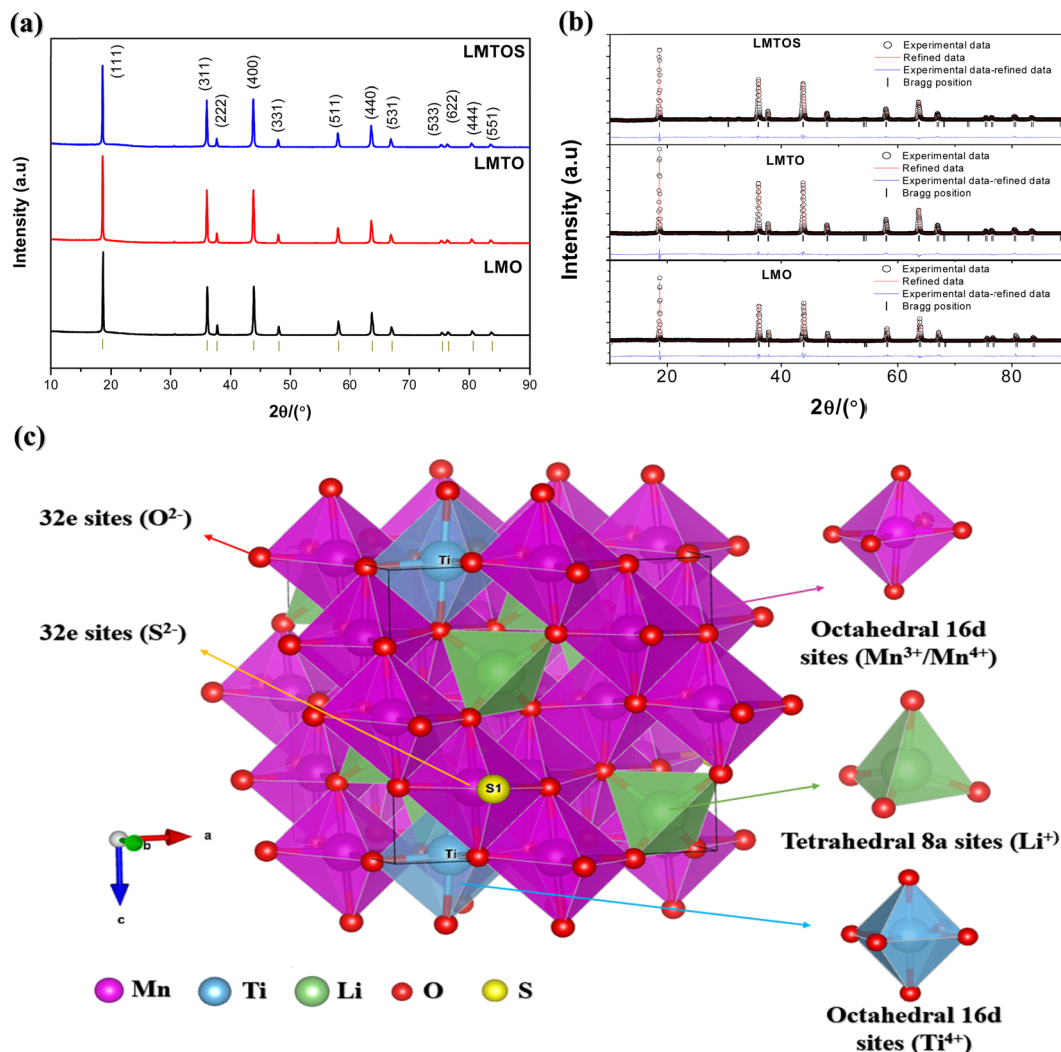 (a)
LMTOS
(111)
(311)
(222)
(400)
(331)
(511)
(440)
(531)
(533)
(622)
(444)
(551)
LMTO
LMO
Intensity (a.u)
10 20 30 40 50 60 70 80 90
2θ/(°)
(b)
LMTOS
Experimental data
Refined data
Experimental data-refined data
Bragg position
LMTO
Experimental data
Refined data
Experimental data-refined data
Bragg position
LMO
Experimental data
Refined data
Experimental data-refined data
Bragg position
Intensity (a.u)
20 40 60 80
2θ/(°)
(c)
32e sites (O²⁻)
32e sites (S²⁻)
Ti
S1
Ti
a
b
c
Octahedral 16d
sites (Mn³⁺/Mn⁴⁺)
Tetrahedral 8a sites (Li⁺)
Octahedral 16d
sites (Ti⁴⁺)
Mn Ti Li O S